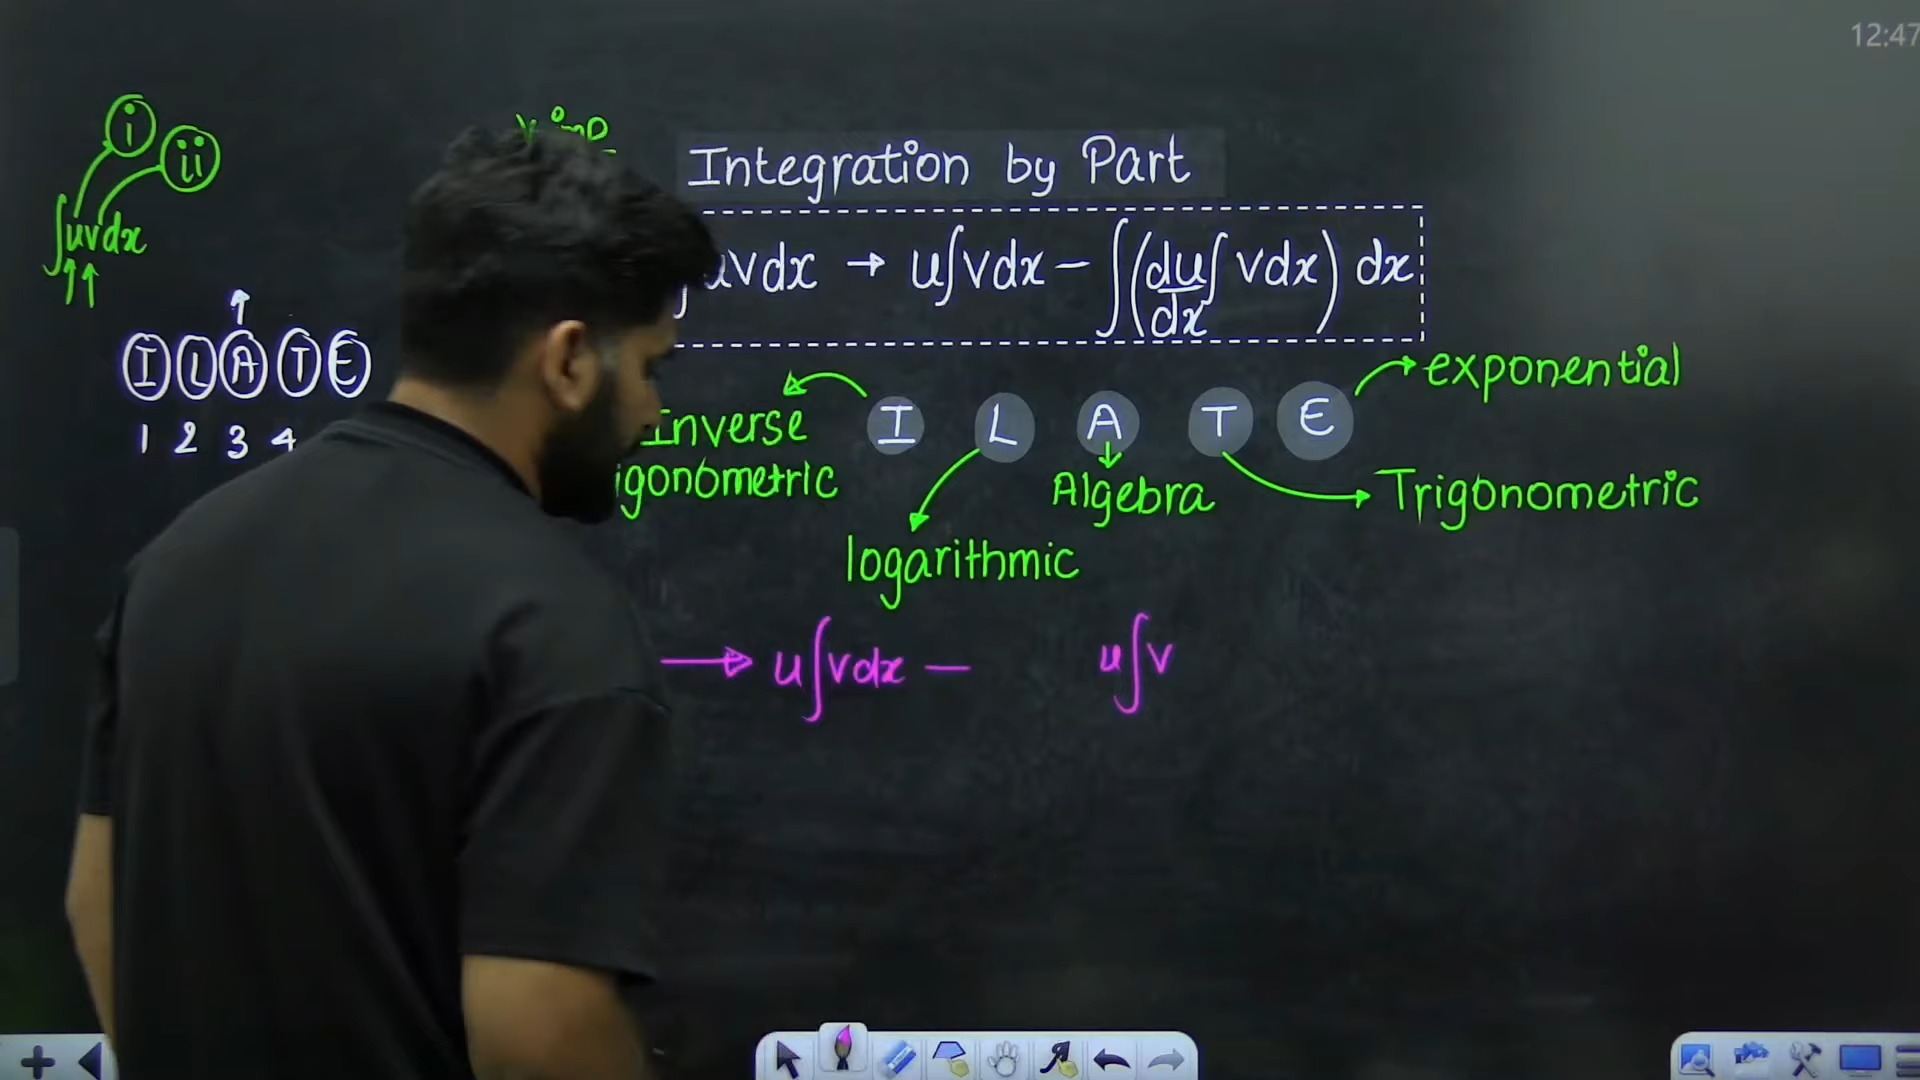 12:47
i
ii
∫uvdx
Integration by Part
uvdx → u∫vdx - ∫(du/dx ∫vdx) dx
I L A T E
1 2 3 4
I L A T E
exponential
Inverse
Algebra
Trigonometric
logarithmic
→ u∫vdx —
u∫v